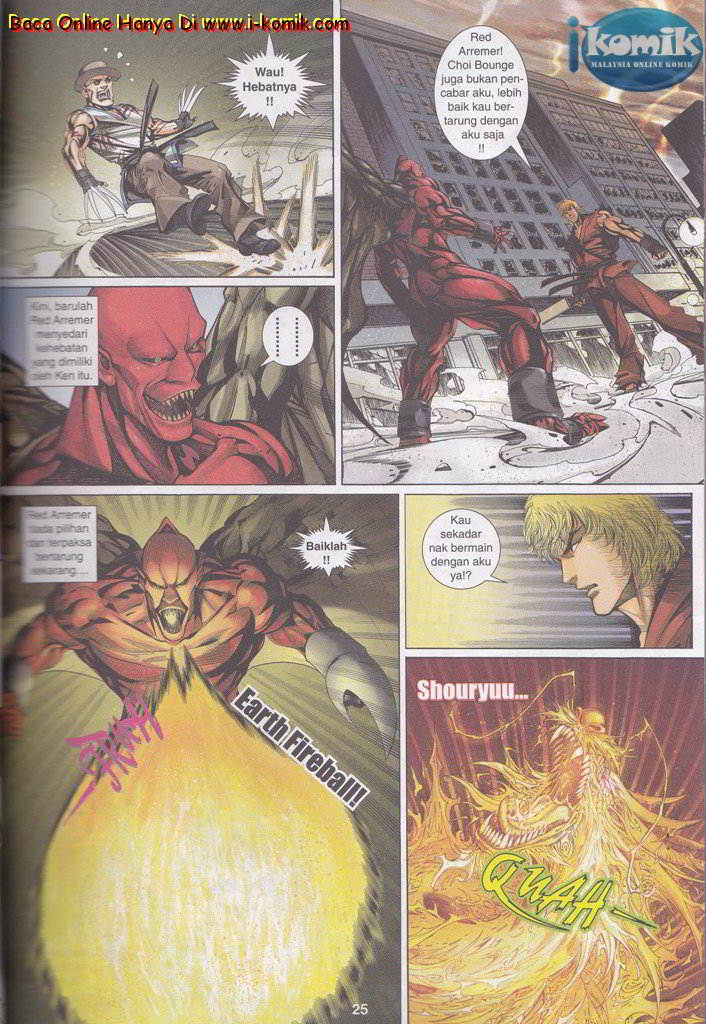 Baca Online Hanya Di www.i-komik.com
ikomik
MALAYSIA ONLINE KOMIK
Wau!
Hebatnya
!!
Red
Arremer!
Choi Bounge
juga bukan pen-
cabar aku, lebih
baik kau ber-
tarung dengan
aku saja
!!
Kini, barulah
Red Arremer
menyedari
kehebatan
yang dimiliki
oleh Ken itu.
Red Arremer
tiada pilihan
dan terpaksa
bertarung
sekarang....
Baiklah
!!
Earth Fireball!
Kau
sekadar
nak bermain
dengan aku
ya!?
Shouryuu...
QUAH
25